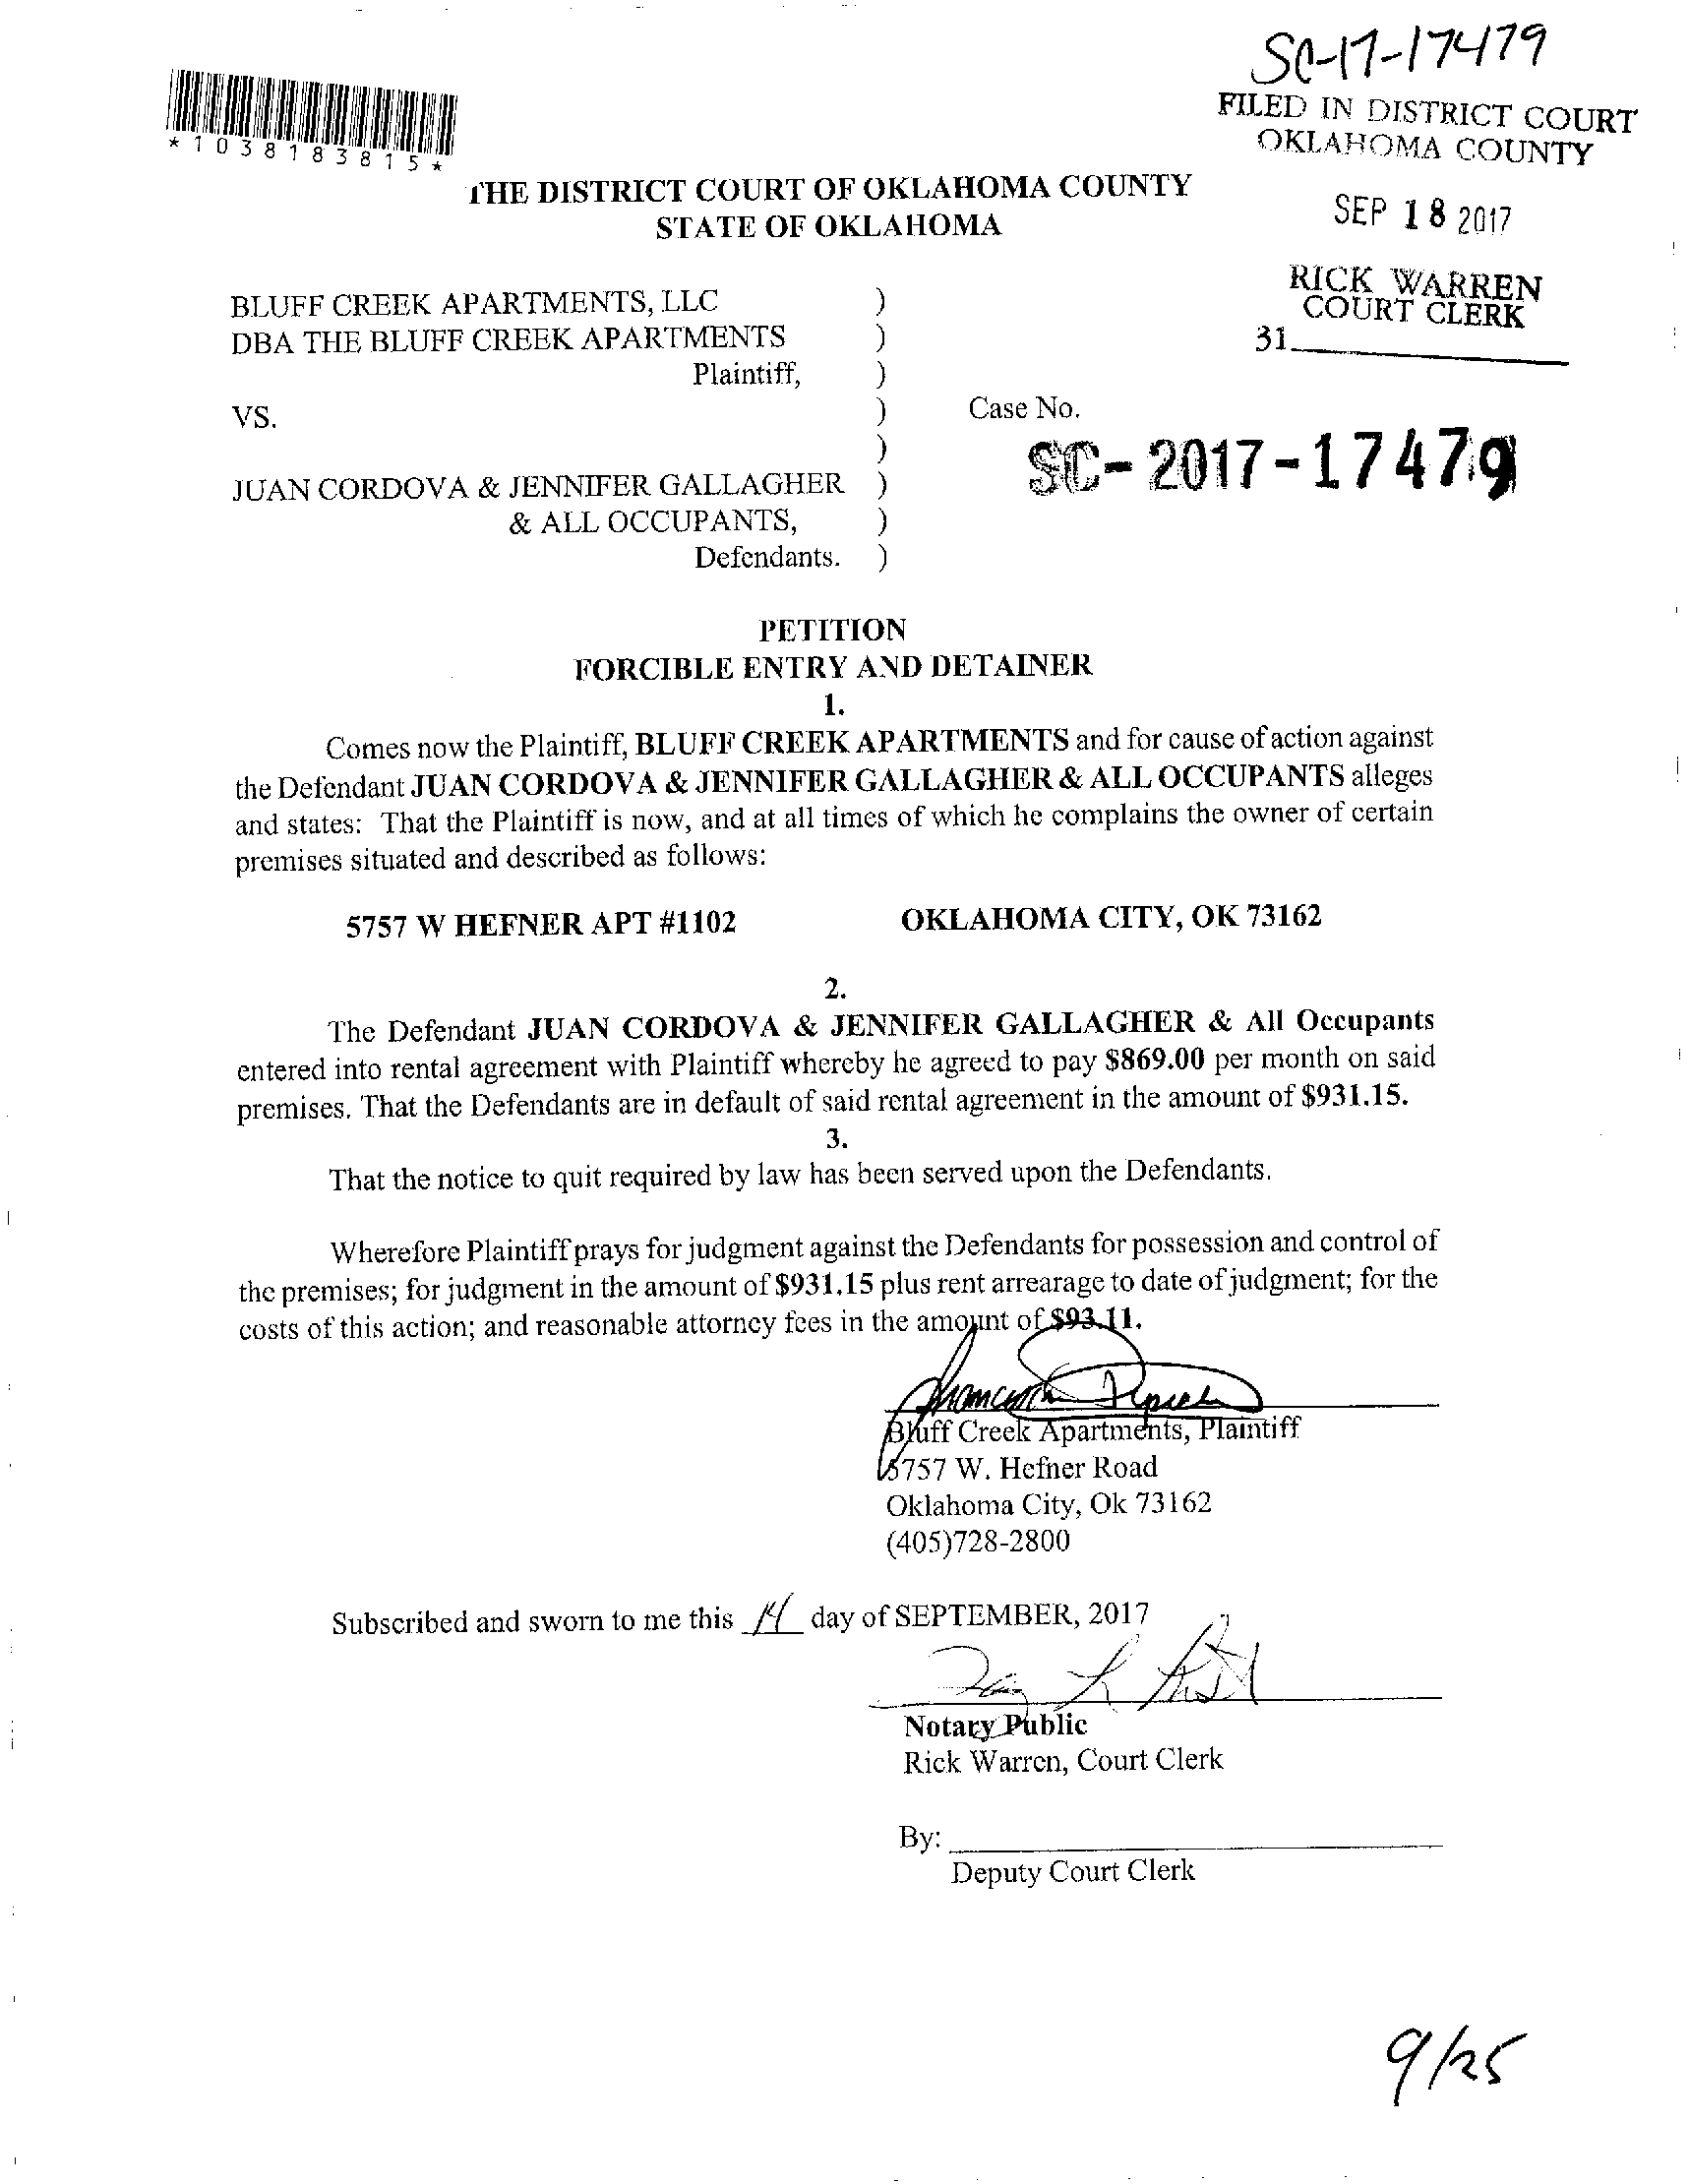 SC-17-17479
FILED IN DISTRICT COURT
OKLAHOMA COUNTY
*1038183815*
THE DISTRICT COURT OF OKLAHOMA COUNTY
STATE OF OKLAHOMA
SEP 18 2017
RICK WARREN
COURT CLERK
31
BLUFF CREEK APARTMENTS, LLC )
DBA THE BLUFF CREEK APARTMENTS )
Plaintiff, )
VS. ) Case No.
)
SC-2017-17479
JUAN CORDOVA & JENNIFER GALLAGHER )
& ALL OCCUPANTS, )
Defendants. )
PETITION
FORCIBLE ENTRY AND DETAINER
1.
Comes now the Plaintiff, BLUFF CREEK APARTMENTS and for cause of action against
the Defendant JUAN CORDOVA & JENNIFER GALLAGHER & ALL OCCUPANTS alleges
and states: That the Plaintiff is now, and at all times of which he complains the owner of certain
premises situated and described as follows:
5757 W HEFNER APT #1102 OKLAHOMA CITY, OK 73162
2.
The Defendant JUAN CORDOVA & JENNIFER GALLAGHER & All Occupants
entered into rental agreement with Plaintiff whereby he agreed to pay $869.00 per month on said
premises. That the Defendants are in default of said rental agreement in the amount of $931.15.
3.
That the notice to quit required by law has been served upon the Defendants.
Wherefore Plaintiff prays for judgment against the Defendants for possession and control of
the premises; for judgment in the amount of $931.15 plus rent arrearage to date of judgment; for the
costs of this action; and reasonable attorney fees in the amount of $93.11.
Bluff Creek Apartments, Plaintiff
5757 W. Hefner Road
Oklahoma City, Ok 73162
(405)728-2800
Subscribed and sworn to me this 14 day of SEPTEMBER, 2017
Notary Public
Rick Warren, Court Clerk
By:
Deputy Court Clerk
9/25